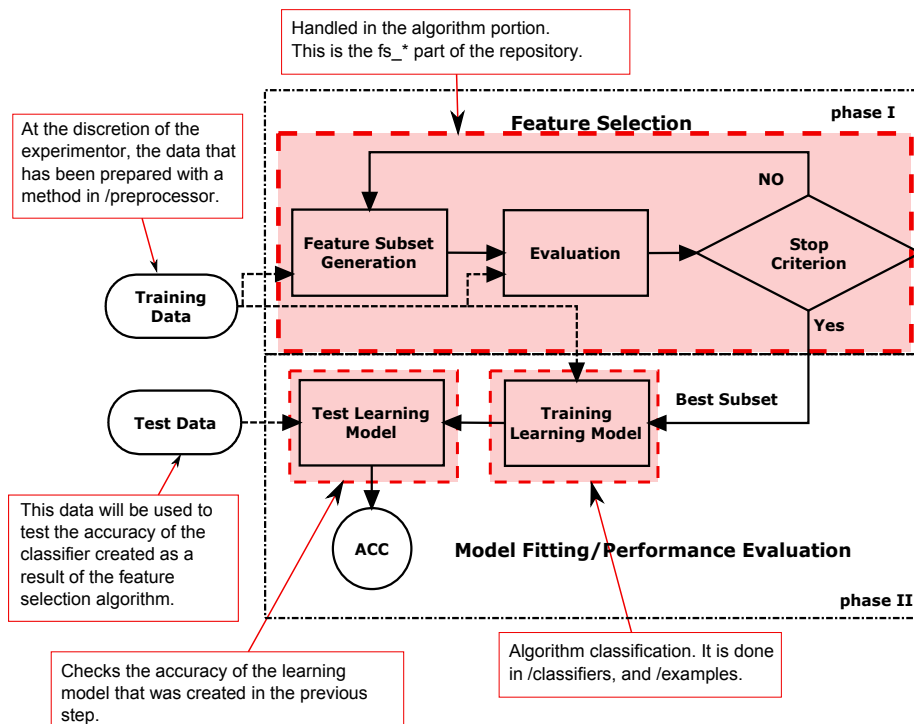 Handled in the algorithm portion.
This is the fs_* part of the repository.
phase I
At the discretion of the
experimentor, the data that
has been prepared with a
method in /preprocessor.
Feature Selection
NO
Feature Subset
Generation
Evaluation
Stop
Criterion
Training
Data
Yes
Test Data
Test Learning
Model
Training
Learning Model
Best Subset
This data will be used to
test the accuracy of the
classifier created as a
result of the feature
selection algorithm.
ACC
Model Fitting/Performance Evaluation
phase II
Checks the accuracy of the learning
model that was created in the previous
step.
Algorithm classification. It is done
in /classifiers, and /examples.